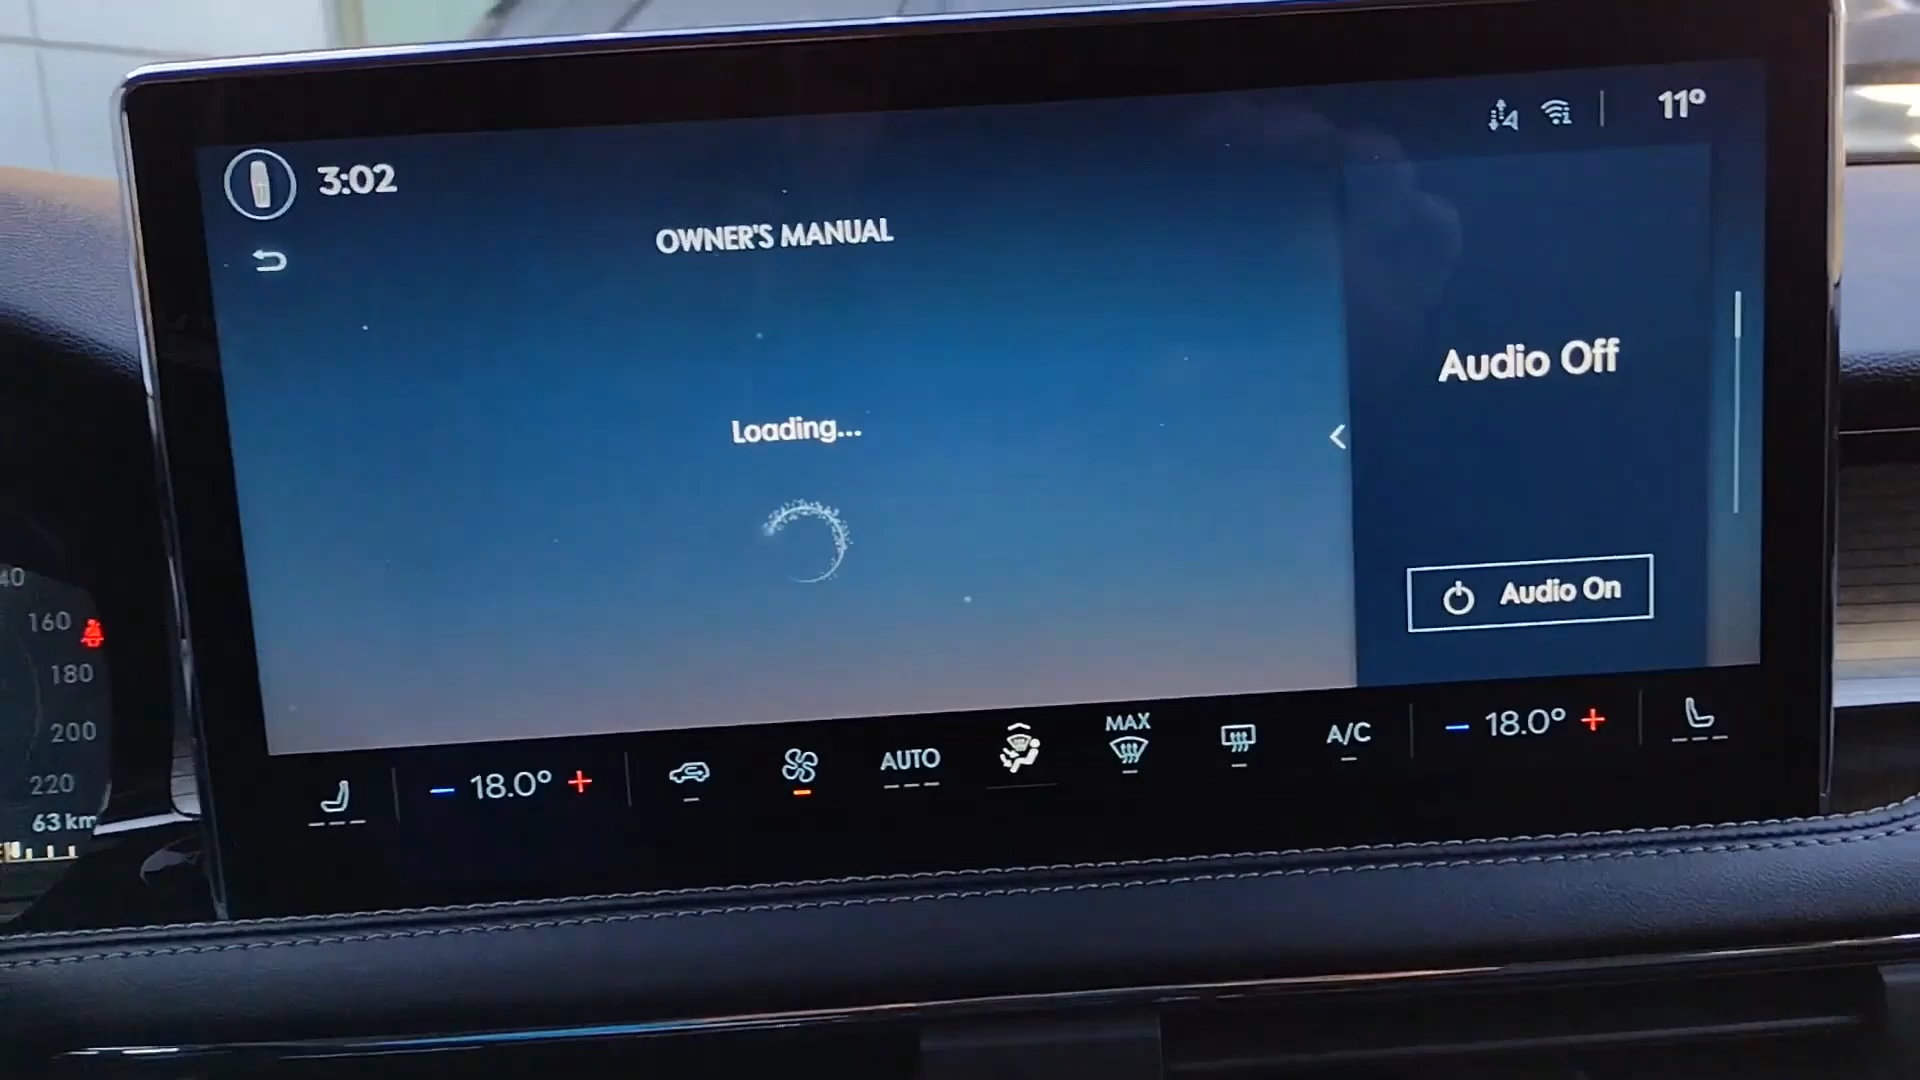 11°
3:02
OWNER'S MANUAL
Audio Off
Loading...
Audio On
40
160
180
200
220
63 km
MAX
18.0°
AUTO
A/C
18.0°